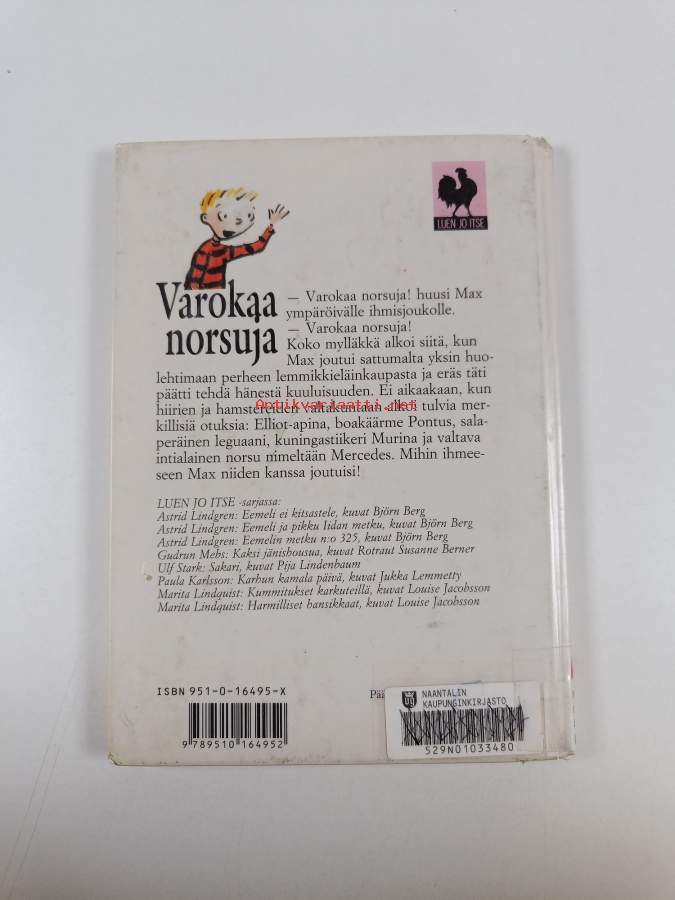 LUEN JO ITSE
Varokaa
norsuja
— Varokaa norsuja! huusi Max
ympäröivälle ihmisjoukolle.
— Varokaa norsuja!
Koko mylläkkä alkoi siitä, kun
Max joutui sattumalta yksin huo-
lehtimaan perheen lemmikkieläinkaupasta ja eräs täti
päätti tehdä hänestä kuuluisuuden. Ei aikaakaan, kun
Antikvariaatti.net
hiirien ja hamstereiden valtakuntaan alkoi tulvia mer-
killisiä otuksia: Elliot-apina, boakäärme Pontus, sala-
peräinen leguaani, kuningastiikeri Murina ja valtava
intialainen norsu nimeltään Mercedes. Mihin ihmee-
seen Max niiden kanssa joutuisi!
LUEN JO ITSE -sarjassa:
Astrid Lindgren: Eemeli ei kitsastele, kuvat Björn Berg
Astrid Lindgren: Eemeli ja pikku Iidan metku, kuvat Björn Berg
Astrid Lindgren: Eemelin metku n:o 325, kuvat Björn Berg
Gudrun Mebs: Kaksi jänishousua, kuvat Rotraut Susanne Berner
Ulf Stark: Sakari, kuvat Pija Lindenbaum
Paula Karlsson: Karhun kamala päivä, kuvat Jukka Lemmetty
Marita Lindquist: Kummitukset karkuteillä, kuvat Louise Jacobsson
Marita Lindquist: Harmilliset hansikkaat, kuvat Louise Jacobsson
ISBN 951-0-16495-X
9 789510 164952
Pää
NAANTALIN
KAUPUNGINKIRJASTO
529N01033480